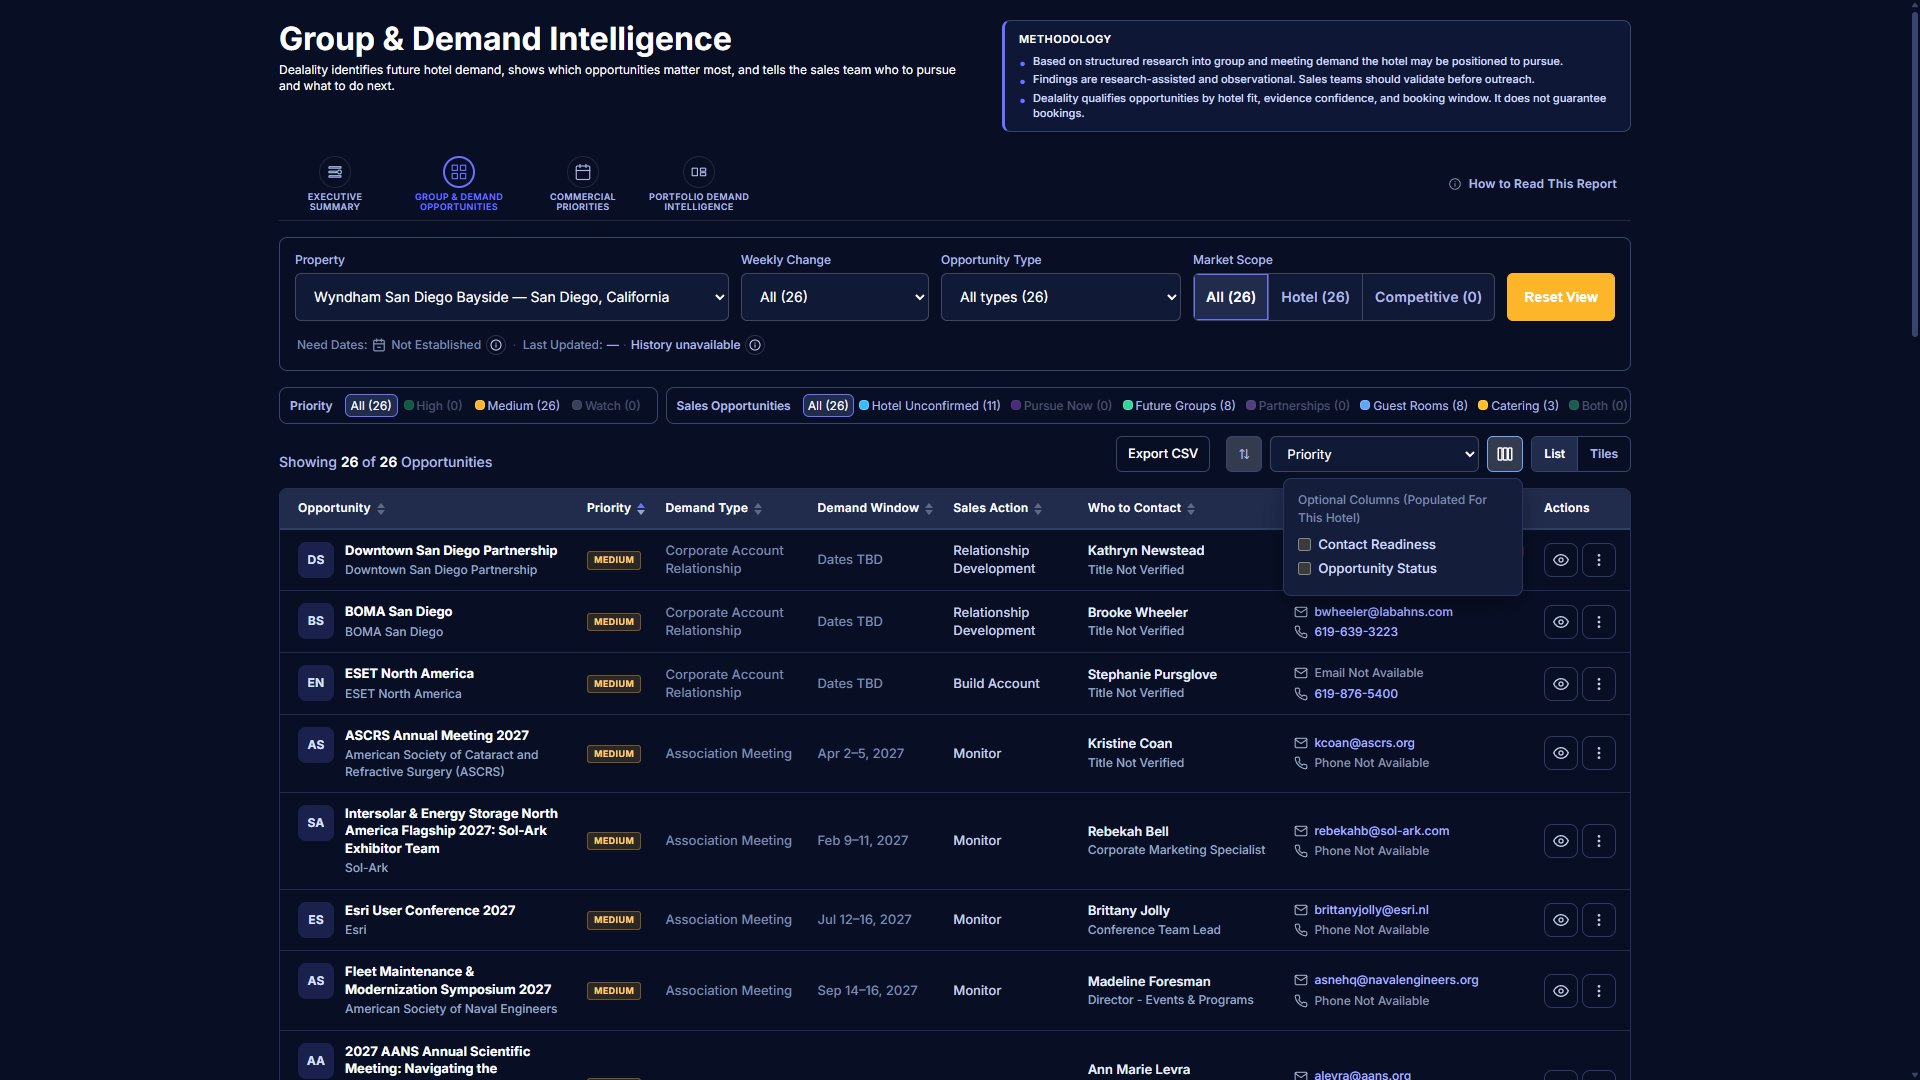 Group & Demand Intelligence
Dealality identifies future hotel demand, shows which opportunities matter most, and tells the sales team who to pursue
and what to do next.
METHODOLOGY
Based on structured research into group and meeting demand the hotel may be positioned to pursue.
Findings are research-assisted and observational. Sales teams should validate before outreach.
Dealality qualifies opportunities by hotel fit, evidence confidence, and booking window. It does not guarantee
bookings.
EXECUTIVE
SUMMARY
GROUP & DEMAND
OPPORTUNITIES
COMMERCIAL
PRIORITIES
PORTFOLIO DEMAND
INTELLIGENCE
How to Read This Report
Property
Weekly Change
Opportunity Type
Market Scope
Wyndham San Diego Bayside — San Diego, California
All (26)
All types (26)
All (26)
Hotel (26)
Competitive (0)
Reset View
Need Dates: Not Established · Last Updated: — · History unavailable
Priority All (26) High (0) Medium (26) Watch (0)
Sales Opportunities All (26) Hotel Unconfirmed (11) Pursue Now (0) Future Groups (8) Partnerships (0) Guest Rooms (8) Catering (3) Both (0)
Showing 26 of 26 Opportunities
Export CSV
Priority
List
Tiles
Opportunity Priority Demand Type Demand Window Sales Action Who to Contact Actions
Optional Columns (Populated For
This Hotel)
Contact Readiness
Opportunity Status
DS
Downtown San Diego Partnership
Downtown San Diego Partnership
MEDIUM
Corporate Account
Relationship
Dates TBD
Relationship
Development
Kathryn Newstead
Title Not Verified
BS
BOMA San Diego
BOMA San Diego
MEDIUM
Corporate Account
Relationship
Dates TBD
Relationship
Development
Brooke Wheeler
Title Not Verified
bwheeler@labahns.com
619-639-3223
EN
ESET North America
ESET North America
MEDIUM
Corporate Account
Relationship
Dates TBD
Build Account
Stephanie Pursglove
Title Not Verified
Email Not Available
619-876-5400
AS
ASCRS Annual Meeting 2027
American Society of Cataract and
Refractive Surgery (ASCRS)
MEDIUM
Association Meeting
Apr 2–5, 2027
Monitor
Kristine Coan
Title Not Verified
kcoan@ascrs.org
Phone Not Available
SA
Intersolar & Energy Storage North
America Flagship 2027: Sol-Ark
Exhibitor Team
Sol-Ark
MEDIUM
Association Meeting
Feb 9–11, 2027
Monitor
Rebekah Bell
Corporate Marketing Specialist
rebekahb@sol-ark.com
Phone Not Available
ES
Esri User Conference 2027
Esri
MEDIUM
Association Meeting
Jul 12–16, 2027
Monitor
Brittany Jolly
Conference Team Lead
brittanyjolly@esri.nl
Phone Not Available
AS
Fleet Maintenance &
Modernization Symposium 2027
American Society of Naval Engineers
MEDIUM
Association Meeting
Sep 14–16, 2027
Monitor
Madeline Foresman
Director - Events & Programs
asnehq@navalengineers.org
Phone Not Available
AA
2027 AANS Annual Scientific
Meeting: Navigating the
Ann Marie Levra
alevra@aans.org